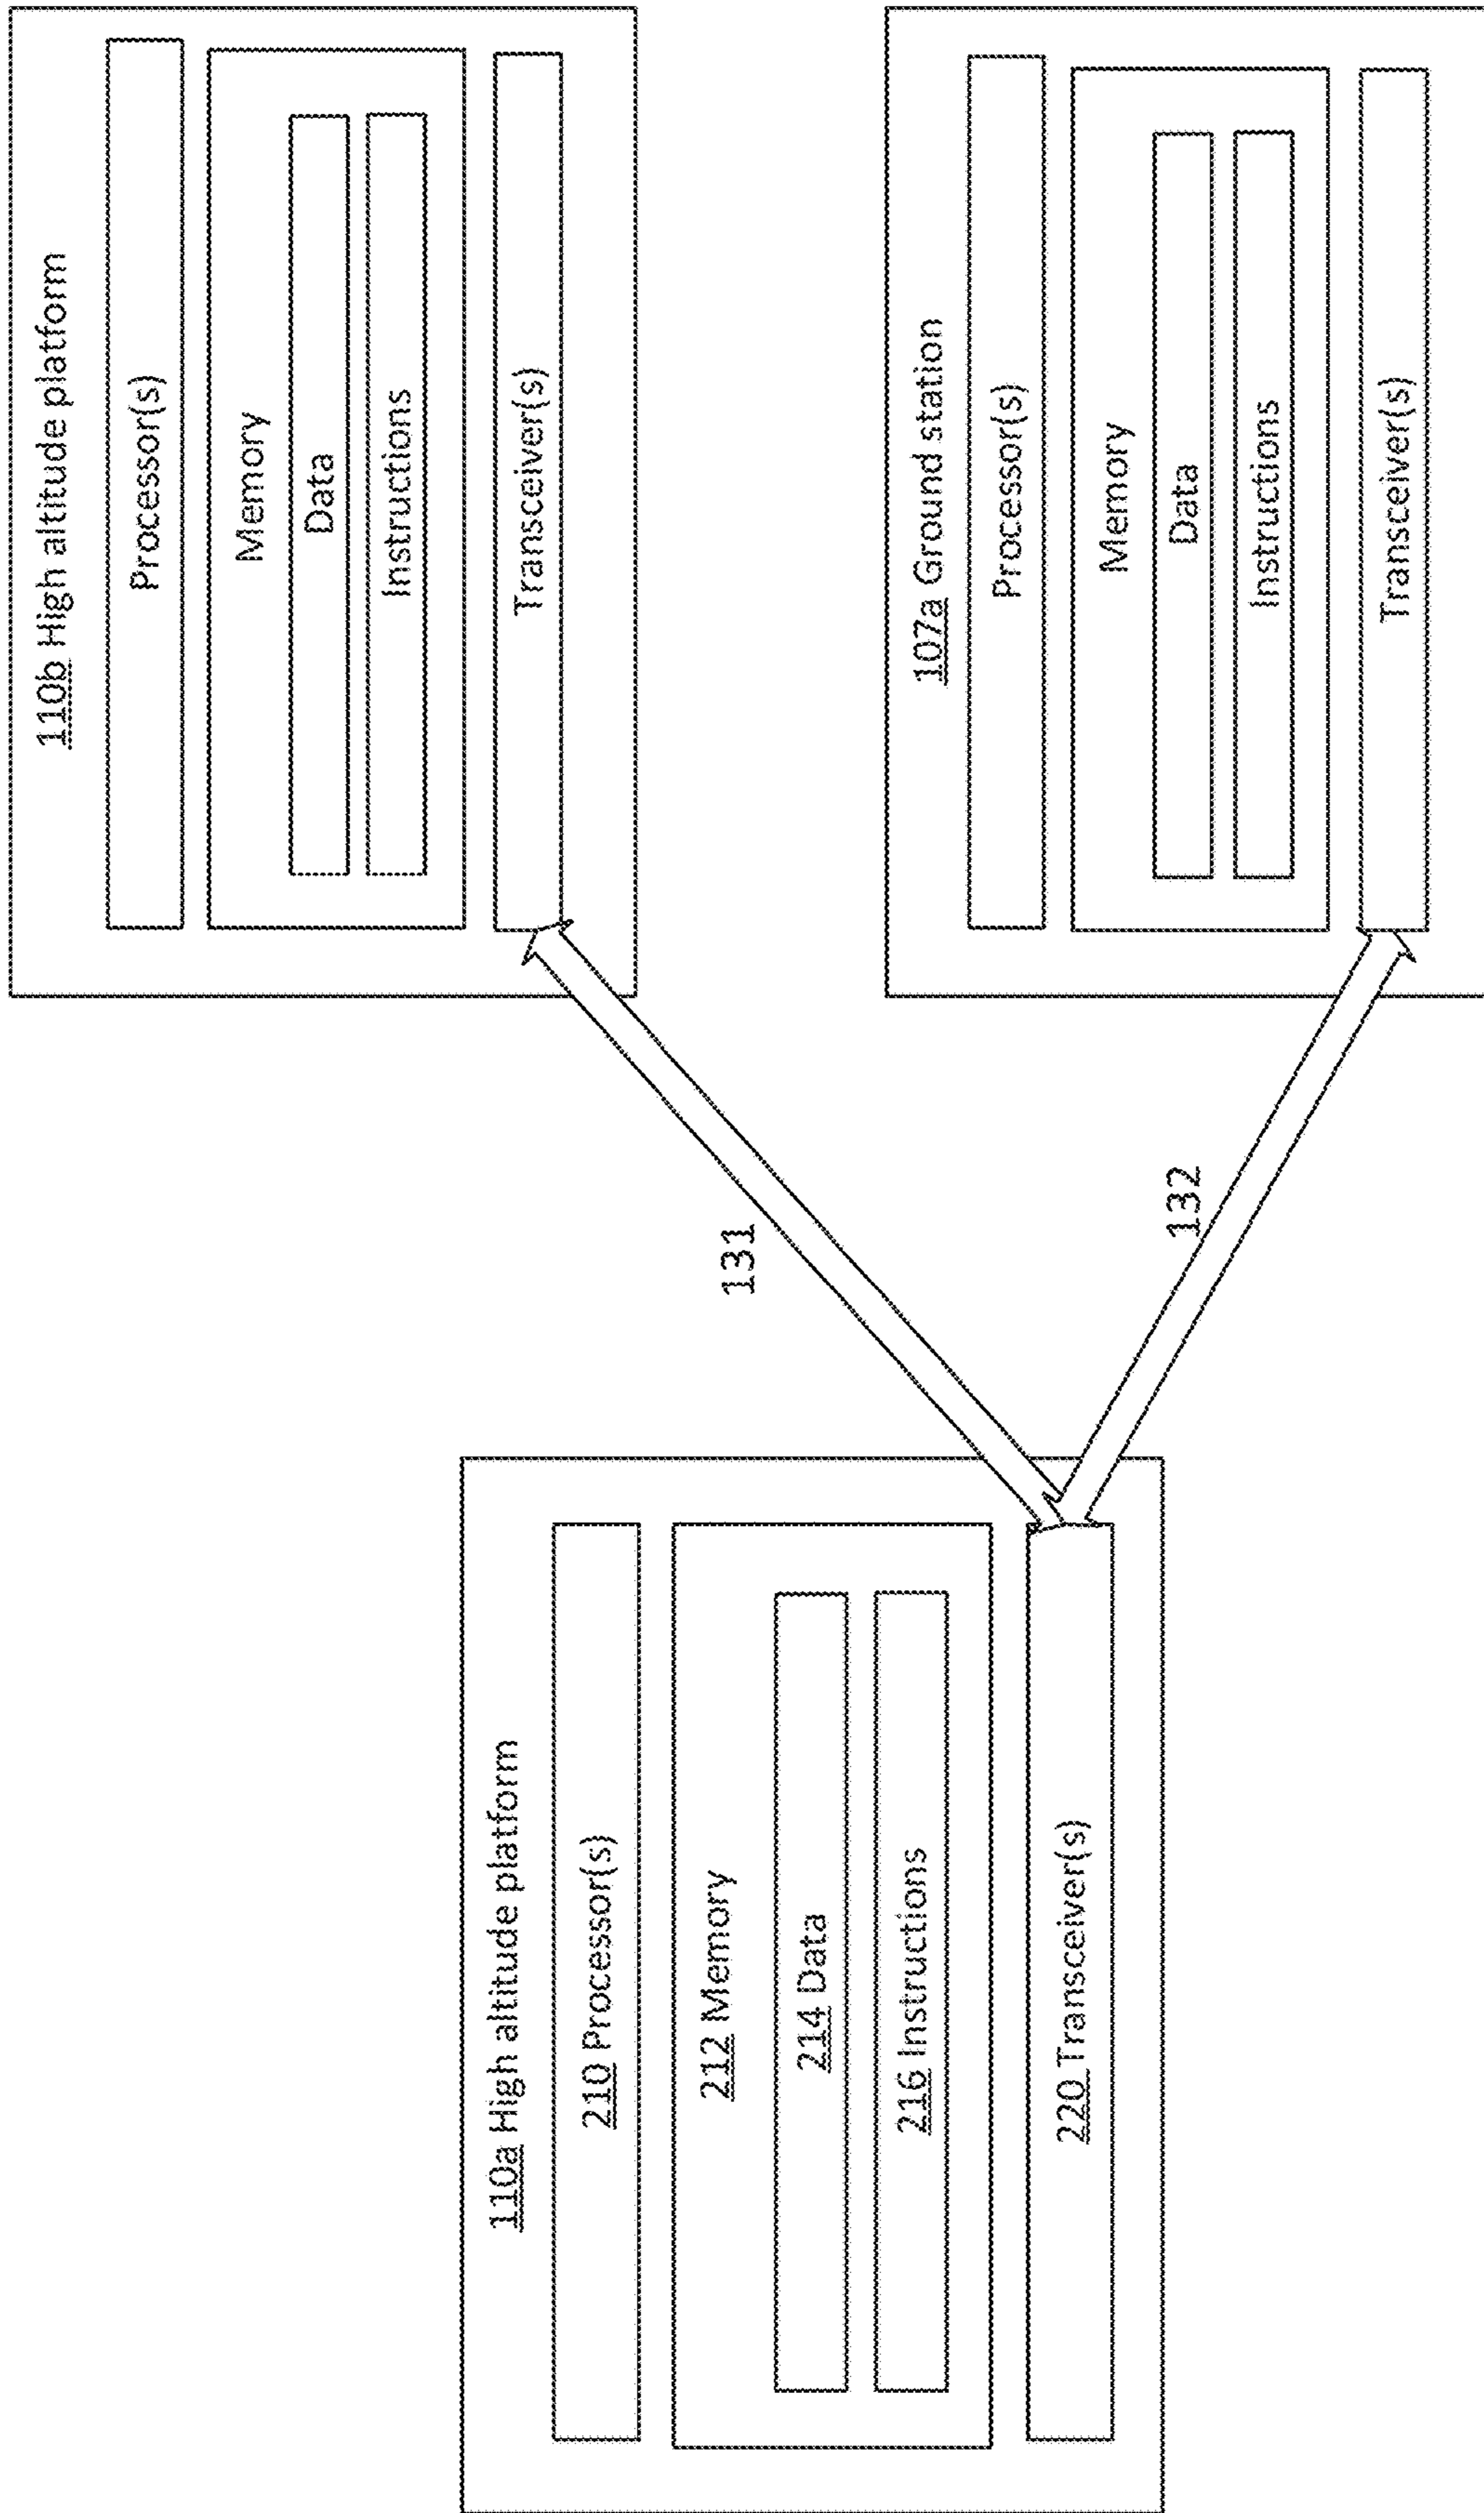 110a High altitude platform
210 Processor(s)
212 Memory
214 Data
216 Instructions
220 Transceiver(s)
131
132
110b High altitude platform
Processor(s)
Memory
Data
Instructions
Transceiver(s)
107a Ground station
Processor(s)
Memory
Data
Instructions
Transceiver(s)